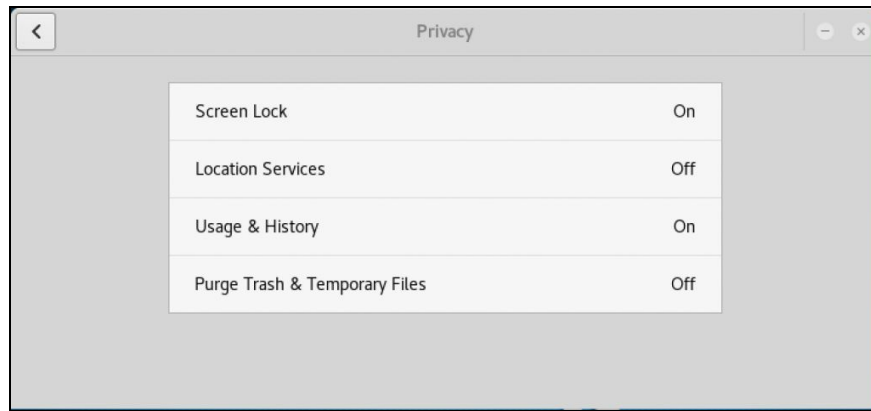 Privacy
Screen Lock On
Location Services Off
Usage & History On
Purge Trash & Temporary Files Off